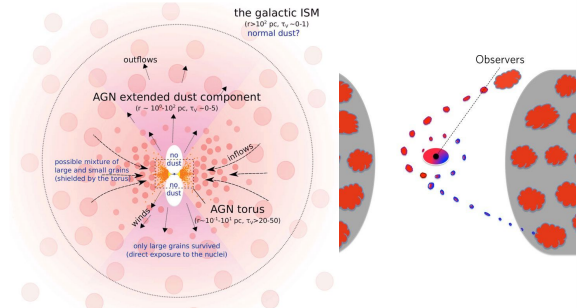 the galactic ISM
(r>10² pc, τᵥ ~0-1)
normal dust?
outflows
AGN extended dust component
(r ~ 10⁰-10² pc, τᵥ ~0-5)
possible mixture of
large and small grains
(shielded by the torus)
no
dust
no
dust
inflows
AGN torus
(r~10⁻¹-10¹ pc, τᵥ>20-50)
winds
only large grains survived
(direct exposure to the nuclei)
Observers